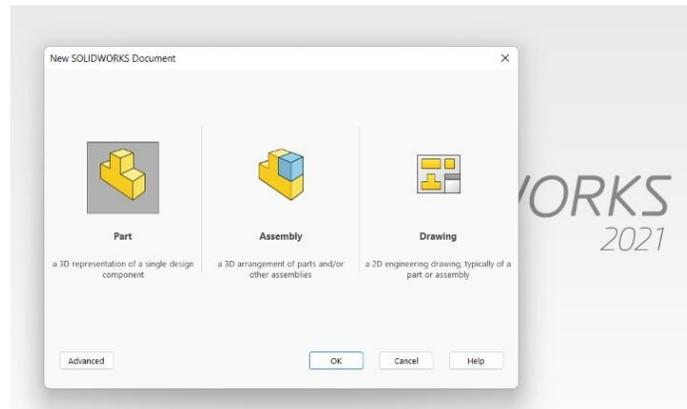 New SOLIDWORKS Document
Part
a 3D representation of a single design
component
Assembly
a 3D arrangement of parts and/or
other assemblies
Drawing
a 2D engineering drawing, typically of a
part or assembly
Advanced
OK
Cancel
Help
WORKS
2021